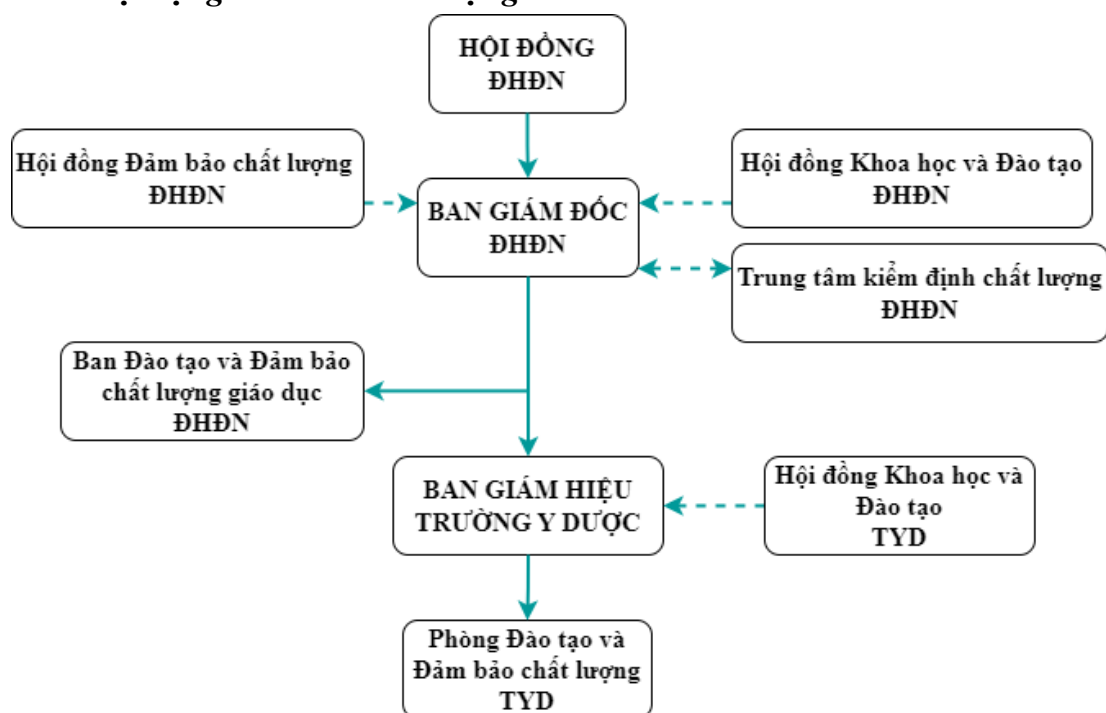 HỘI ĐỒNG
ĐHĐN
Hội đồng Đảm bảo chất lượng
ĐHĐN
Hội đồng Khoa học và Đào tạo
ĐHĐN
BAN GIÁM ĐỐC
ĐHĐN
Trung tâm kiểm định chất lượng
ĐHĐN
Ban Đào tạo và Đảm bảo
chất lượng giáo dục
ĐHĐN
BAN GIÁM HIỆU
TRƯỜNG Y DƯỢC
Hội đồng Khoa học và
Đào tạo
TYD
Phòng Đào tạo và
Đảm bảo chất lượng
TYD